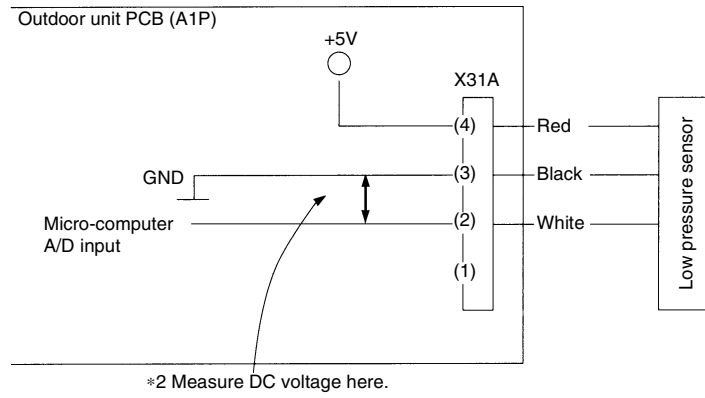 Outdoor unit PCB (A1P)
+5V
X31A
(4)
Red
GND
(3)
Black
Micro-computer
A/D input
(2)
White
(1)
Low pressure sensor
*2 Measure DC voltage here.